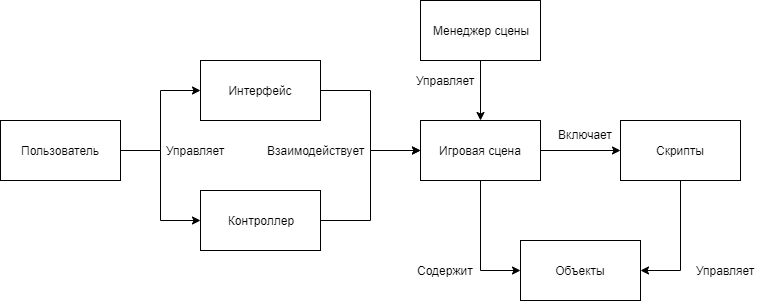 Менеджер сцены
Управляет
Интерфейс
Пользователь
Управляет
Взаимодействует
Игровая сцена
Включает
Скрипты
Контроллер
Содержит
Объекты
Управляет